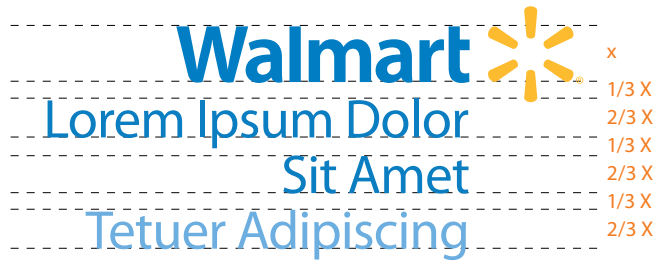 Walmart
x
1/3 X
Lorem Ipsum Dolor
2/3 X
1/3 X
Sit Amet
2/3 X
1/3 X
Tetuer Adipiscing
2/3 X